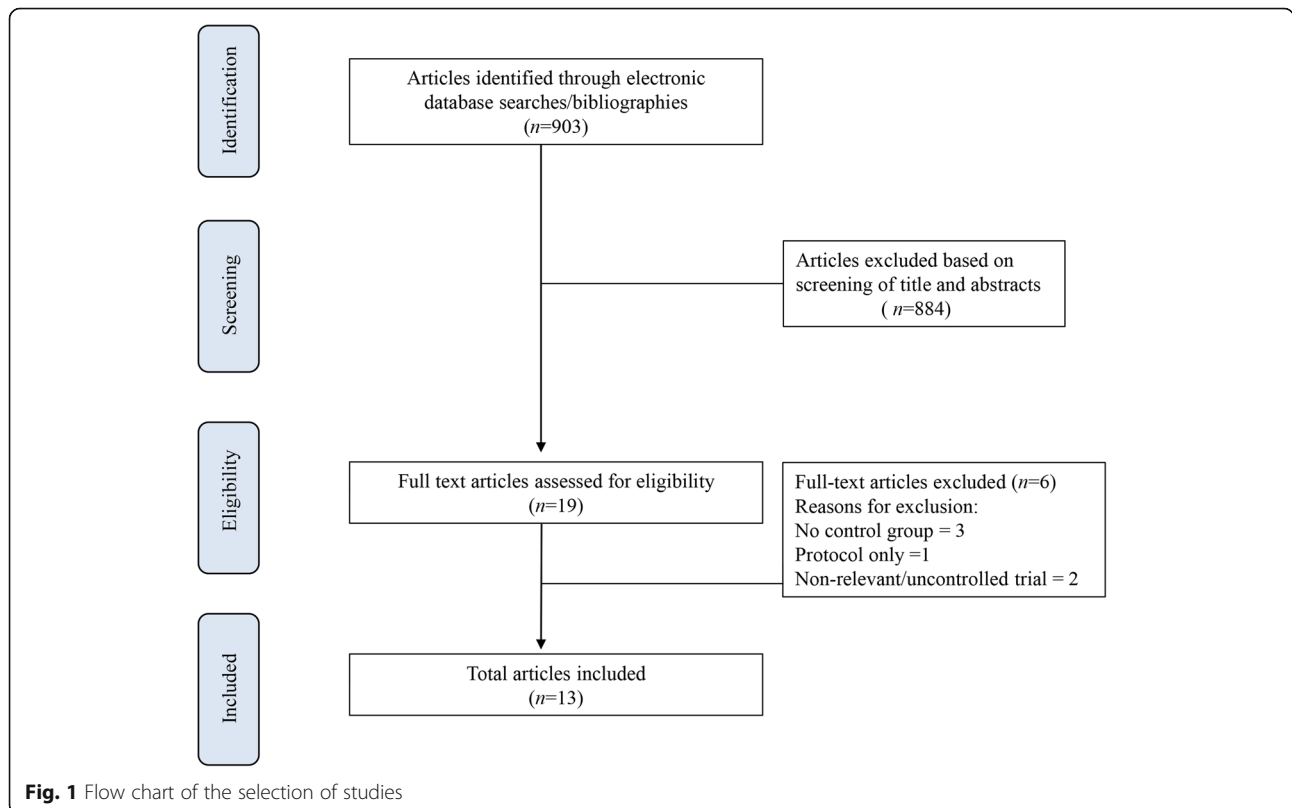 Identification
Articles identified through electronic
database searches/bibliographies
(n=903)
Screening
Articles excluded based on
screening of title and abstracts
( n=884)
Eligibility
Full text articles assessed for eligibility
(n=19)
Full-text articles excluded (n=6)
Reasons for exclusion:
No control group = 3
Protocol only =1
Non-relevant/uncontrolled trial = 2
Included
Total articles included
(n=13)
Fig. 1 Flow chart of the selection of studies